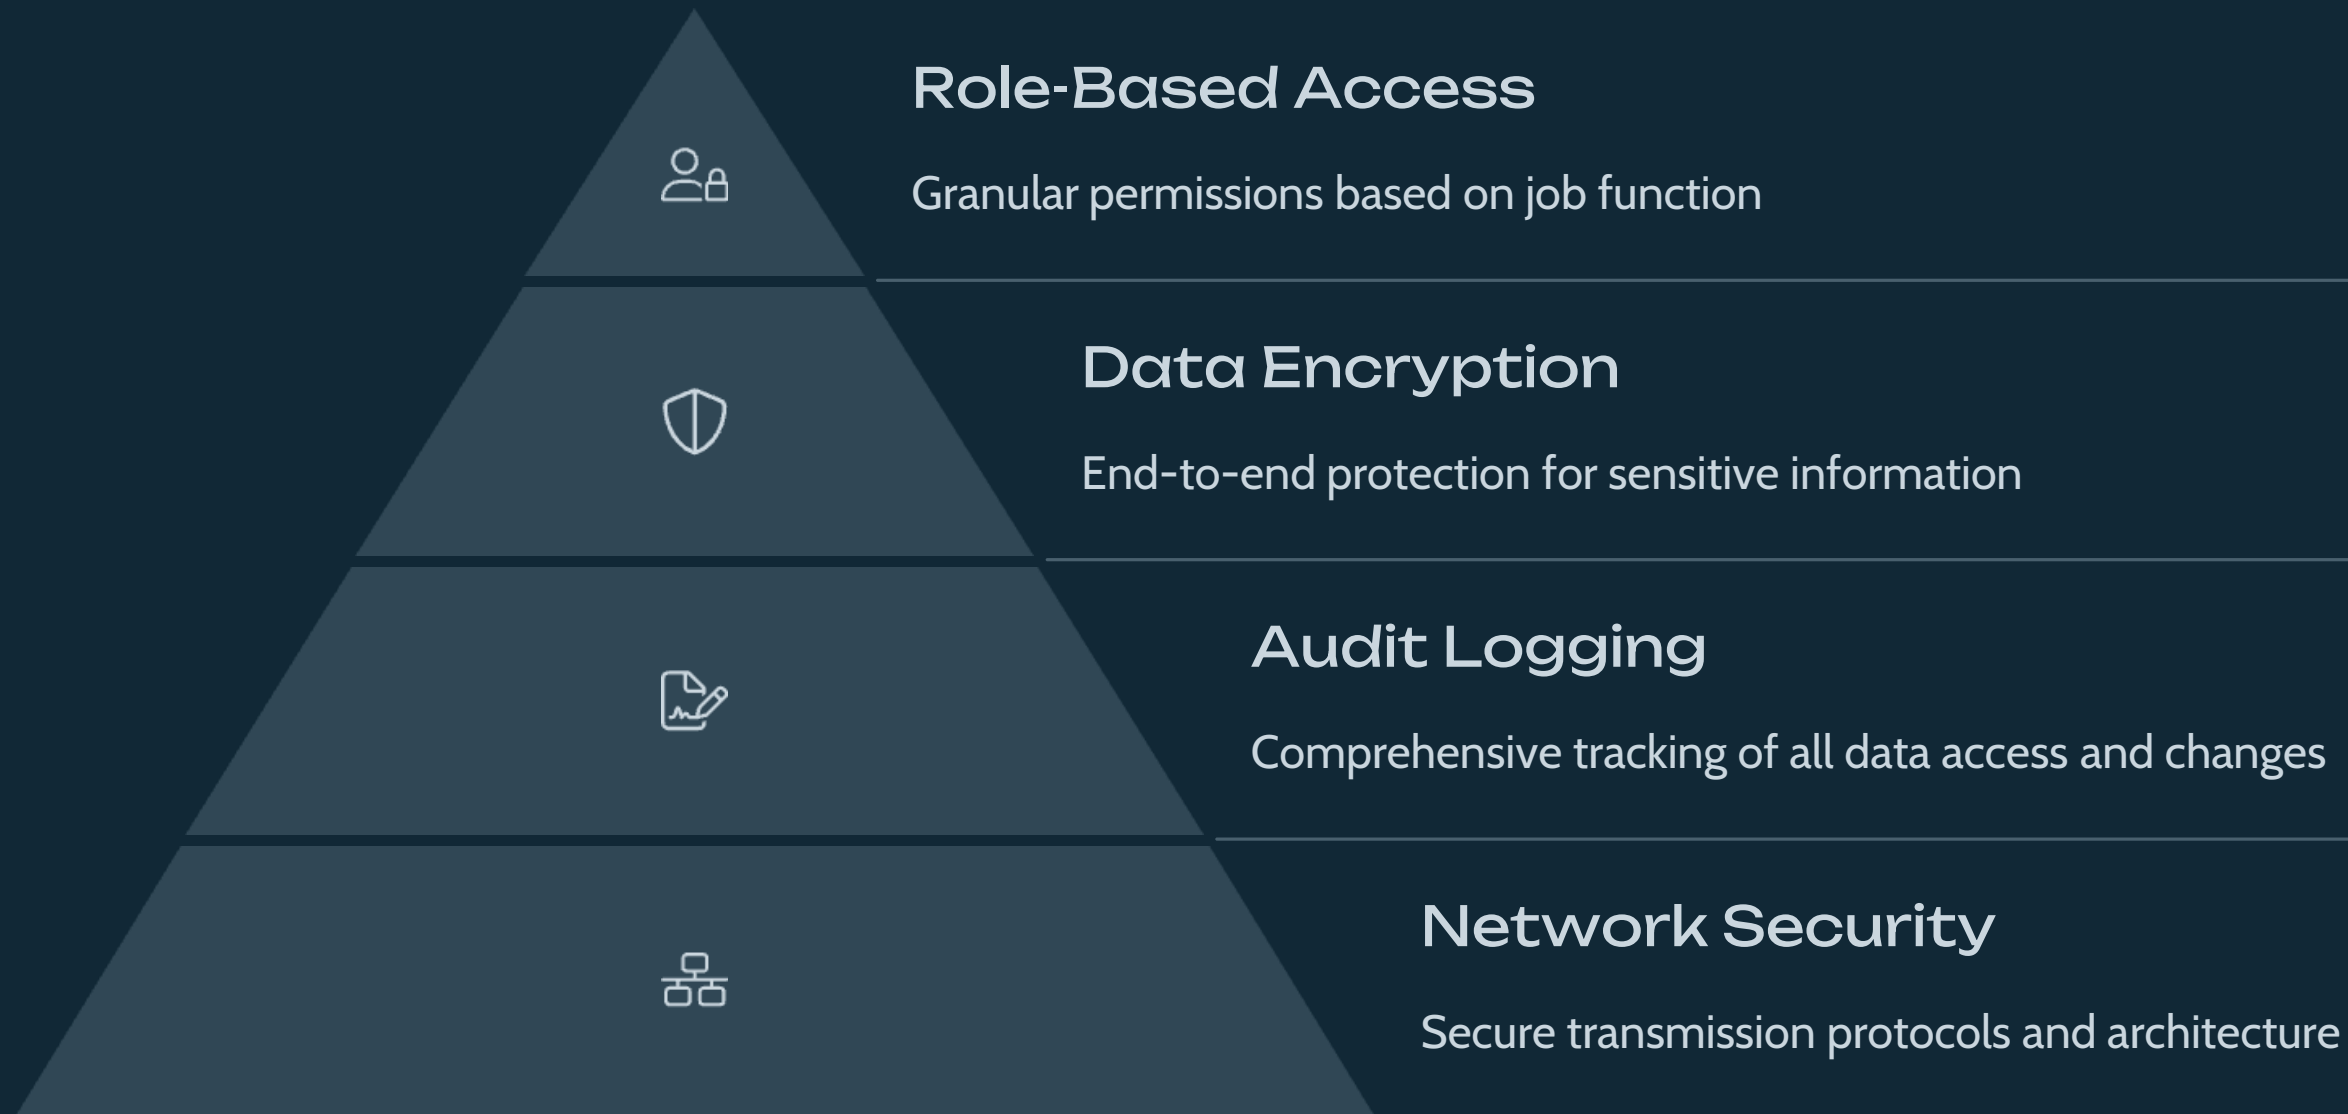 Role-Based Access
Granular permissions based on job function
Data Encryption
End-to-end protection for sensitive information
Audit Logging
Comprehensive tracking of all data access and changes
Network Security
Secure transmission protocols and architecture